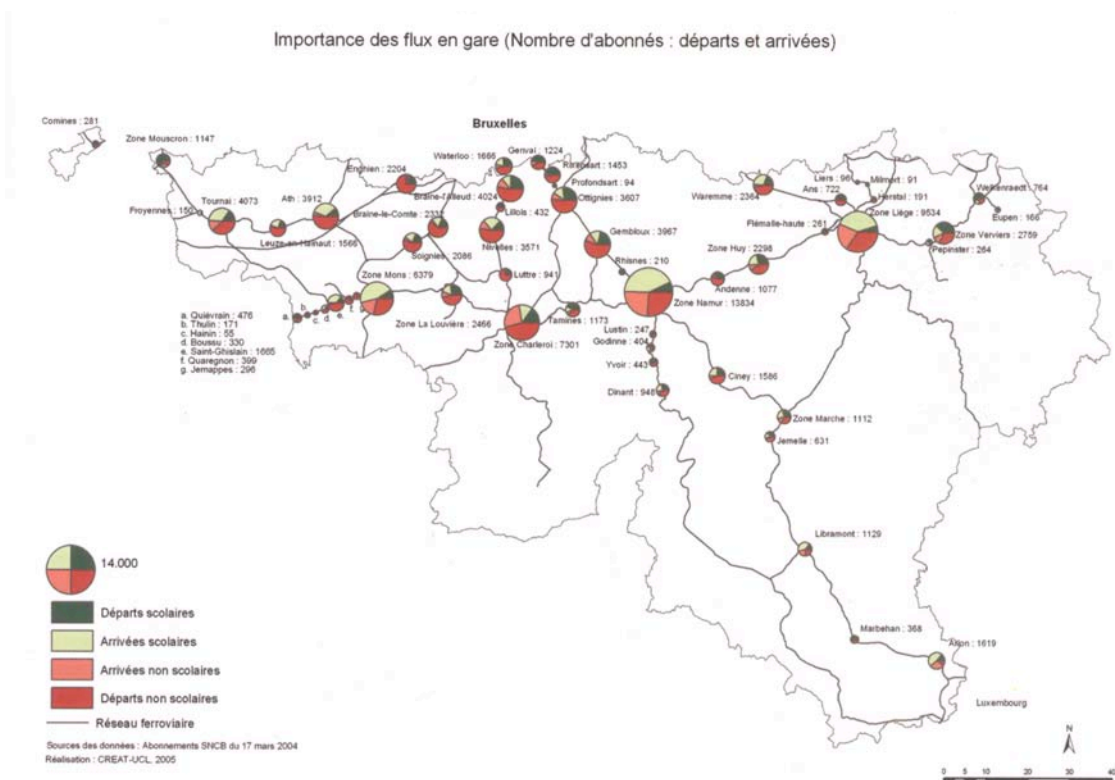 Importance des flux en gare (Nombre d'abonnés : départs et arrivées)
Bruxelles
Comines : 281
Zone Mouscron : 1147
Froyennes : 150
Tournai : 4073
Leuze-en-Hainaut : 1566
Ath : 3912
Enghien : 2204
Braine-le-Comte : 2332
Soignies : 2086
Waterloo : 1666
Braine-l'Alleud : 4024
Lillois : 432
Nivelles : 3571
Luttre : 941
Genval : 1224
Rixensart : 1453
Profondsart : 94
Ottignies : 3607
Gembloux : 3967
Rhisnes : 210
Zone Namur : 13834
Zone Mons : 6379
Zone La Louvière : 2466
Zone Charleroi : 7301
Tamines : 1173
a.
b.
c.
d.
e.
f.
g.
a. Quiévrain : 476
b. Thulin : 171
c. Hainin : 55
d. Boussu : 330
e. Saint-Ghislain : 1665
f. Quaregnon : 399
g. Jemappes : 296
Waremme : 2364
Ans : 722
Liers : 96
Milmort : 91
Herstal : 191
Flémalle-haute : 261
Zone Liège : 9534
Welkenraedt : 764
Eupen : 166
Zone Verviers : 2759
Pepinster : 264
Zone Huy : 2298
Andenne : 1077
Lustin : 247
Godinne : 404
Yvoir : 443
Dinant : 946
Ciney : 1586
Zone Marche : 1112
Jemelle : 631
Libramont : 1129
Marbehan : 368
Arlon : 1619
Luxembourg
14.000
Départs scolaires
Arrivées scolaires
Arrivées non scolaires
Départs non scolaires
Réseau ferroviaire
Sources des données : Abonnements SNCB du 17 mars 2004
Réalisation : CREAT-UCL, 2005
N
0 5 10 20 30 40